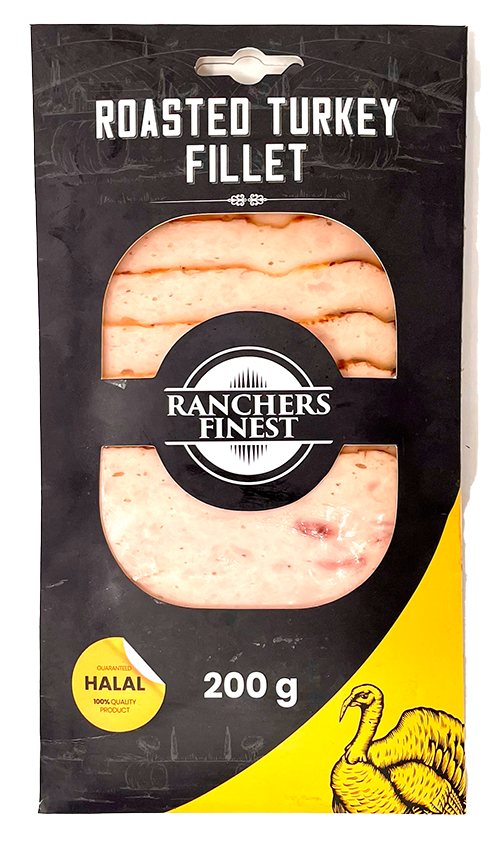 ROASTED TURKEY
FILLET
RANCHERS
FINEST
GUARANTEED
HALAL
100% QUALITY
PRODUCT
200 g